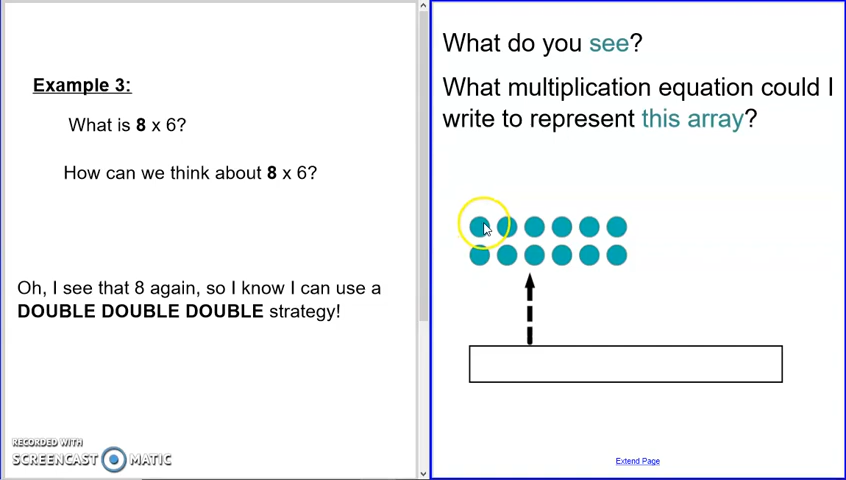 Example 3:
What is 8 x 6?
How can we think about 8 x 6?
Oh, I see that 8 again, so I know I can use a
DOUBLE DOUBLE DOUBLE strategy!
RECORDED WITH
SCREENCAST MATIC
What do you see?
What multiplication equation could I
write to represent this array?
Extend Page